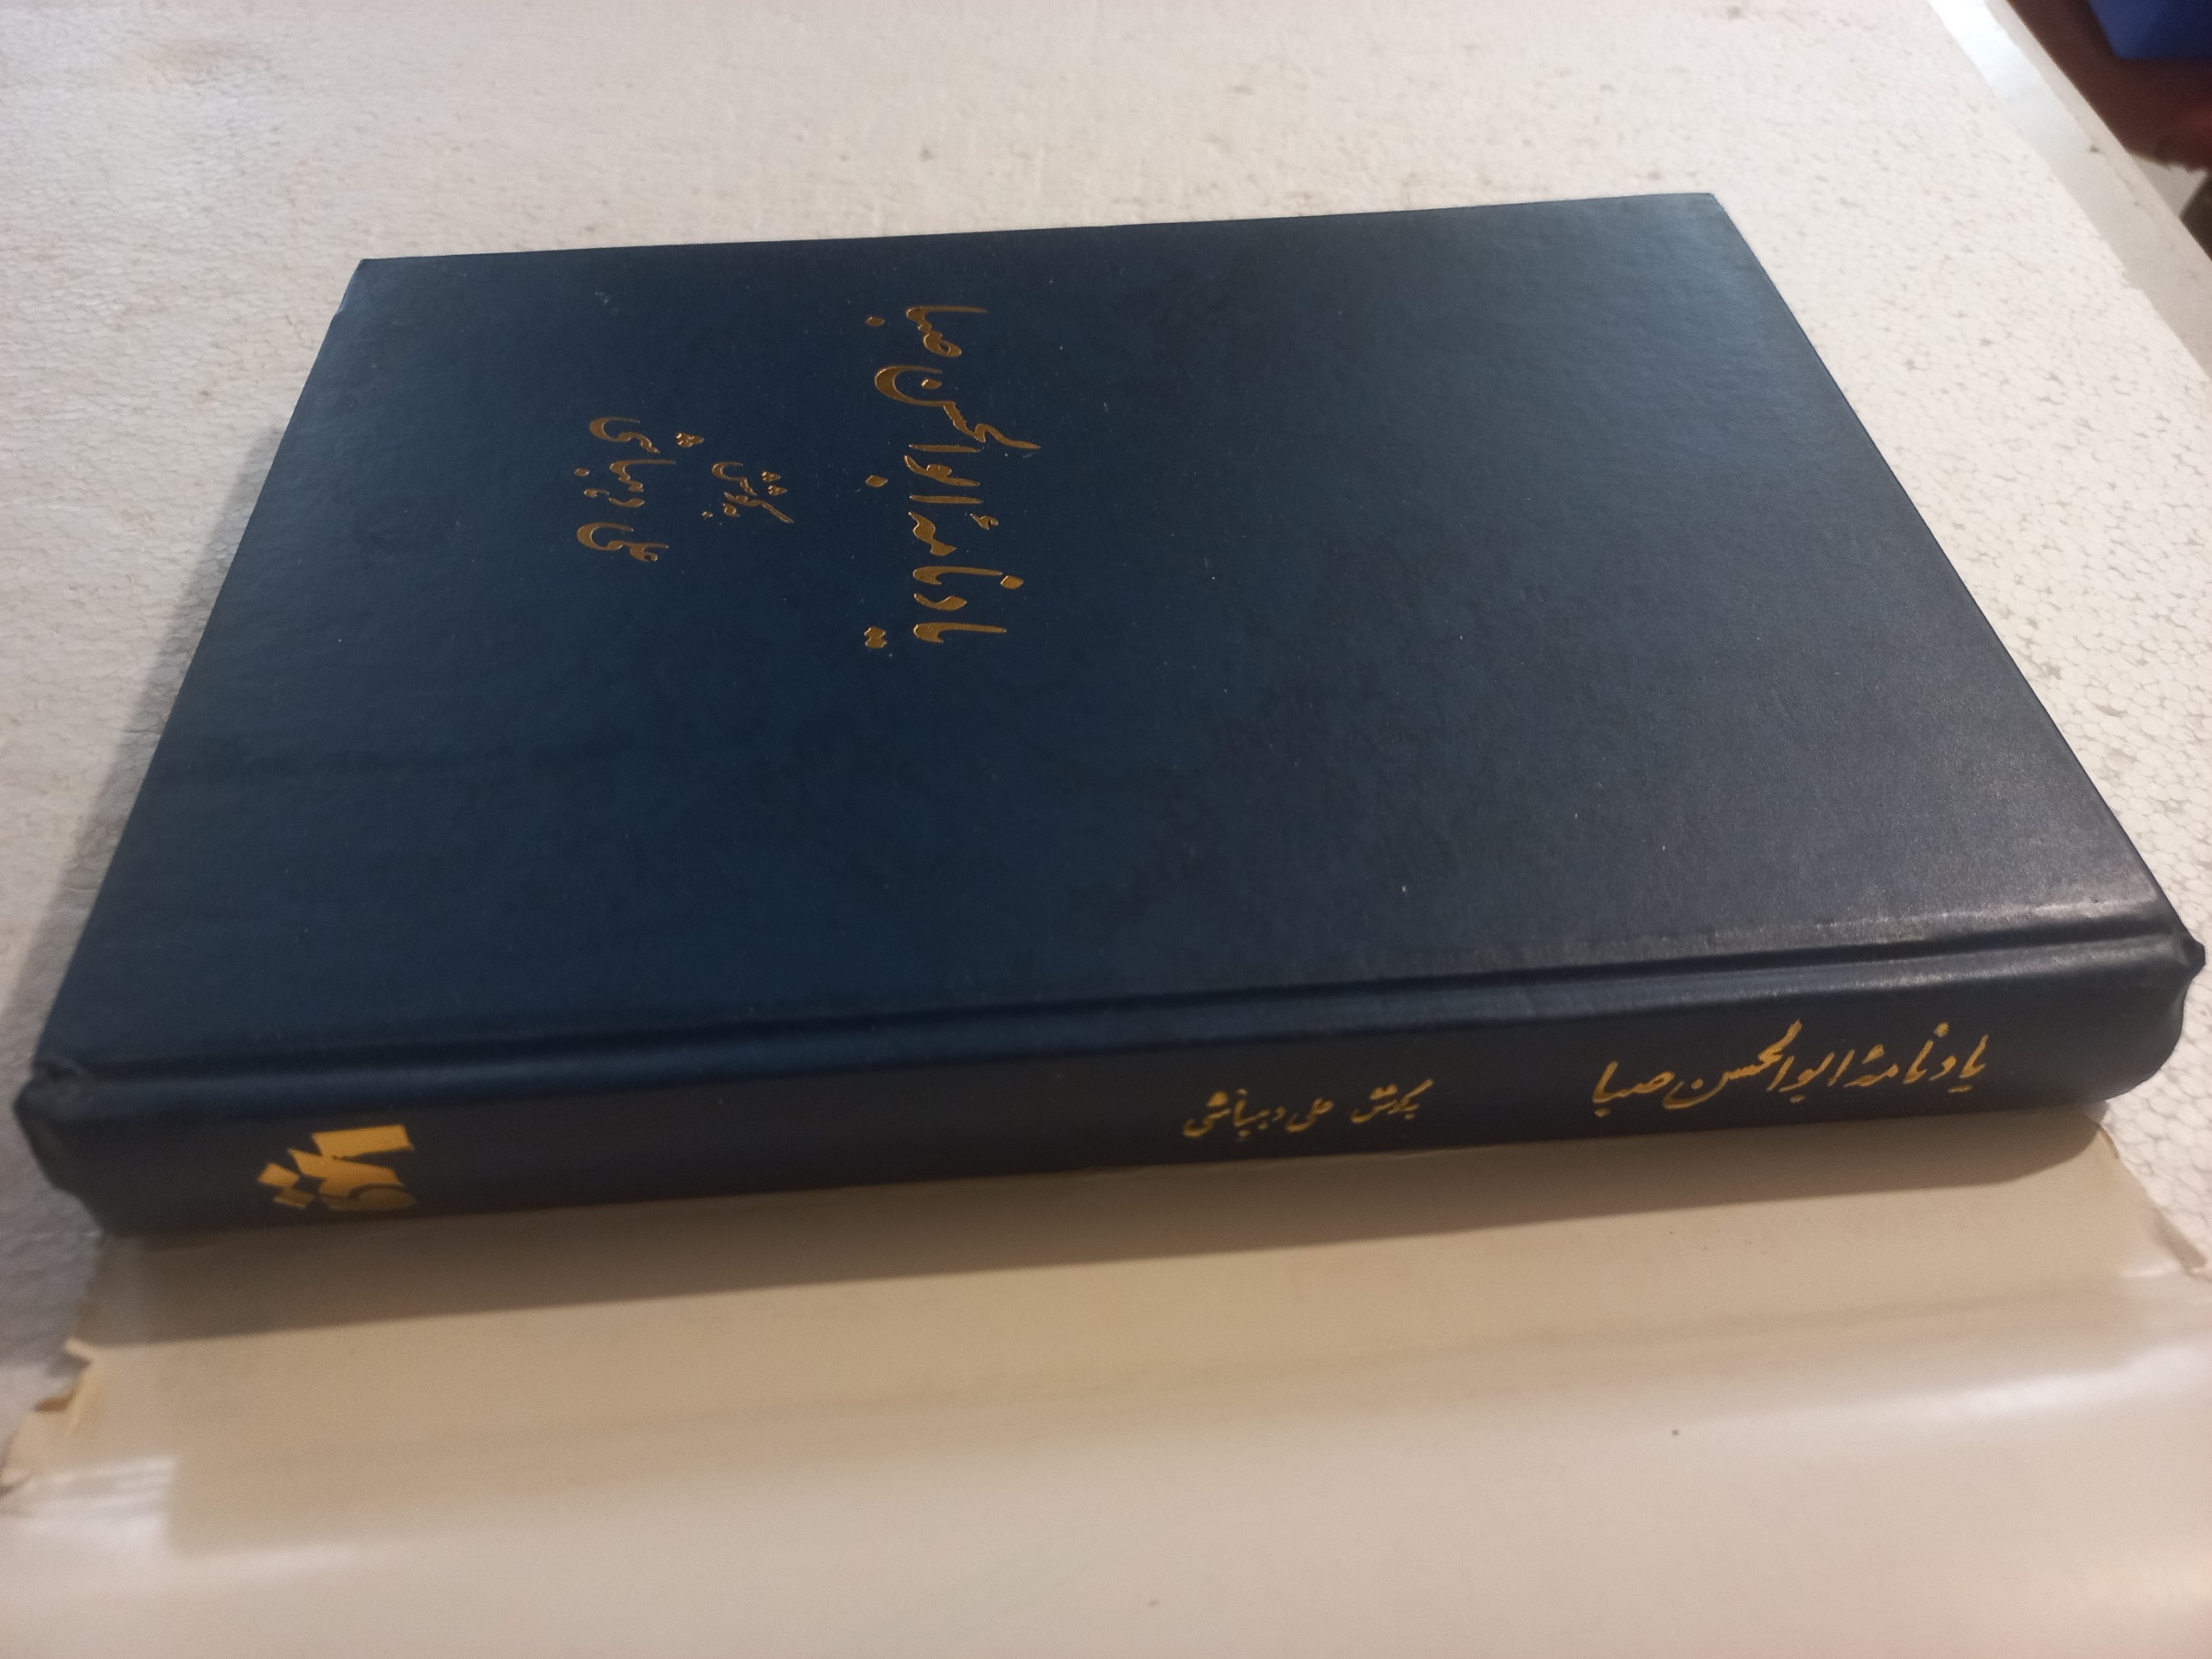 یادنامهٔ ابوالحسن صبا
بکوشش
علی دهباشی
یادنامهٔ ابوالحسن صبا
بکوشش علی دهباشی